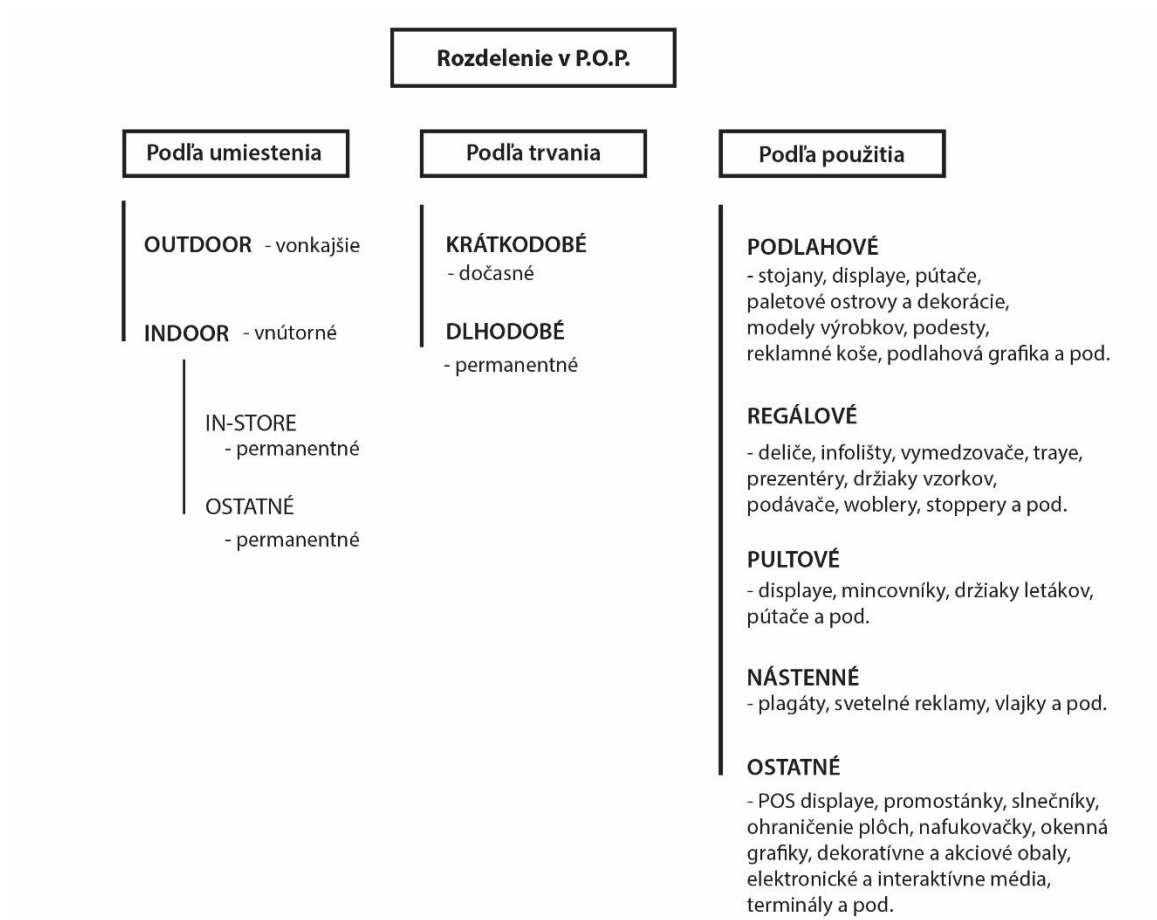 Rozdelenie v P.O.P.
Podľa umiestenia
OUTDOOR - vonkajšie
INDOOR - vnútorné
IN-STORE
- permanentné
OSTATNÉ
- permanentné
Podľa trvania
KRÁTKODOBÉ
- dočasné
DLHODOBÉ
- permanentné
Podľa použitia
PODLAHOVÉ
- stojany, displaye, pútače,
paletové ostrovy a dekorácie,
modely výrobkov, podesty,
reklamné koše, podlahová grafika a pod.
REGÁLOVÉ
- deliče, infolišty, vymedzovače, traye,
prezentéry, držiaky vzorkov,
podávače, woblery, stoppery a pod.
PULTOVÉ
- displaye, mincovníky, držiaky letákov,
pútače a pod.
NÁSTENNÉ
- plagáty, svetelné reklamy, vlajky a pod.
OSTATNÉ
- POS displaye, promostánky, slnečníky,
ohraničenie plôch, nafukovačky, okenná
grafiky, dekoratívne a akciové obaly,
elektronické a interaktívne média,
terminály a pod.